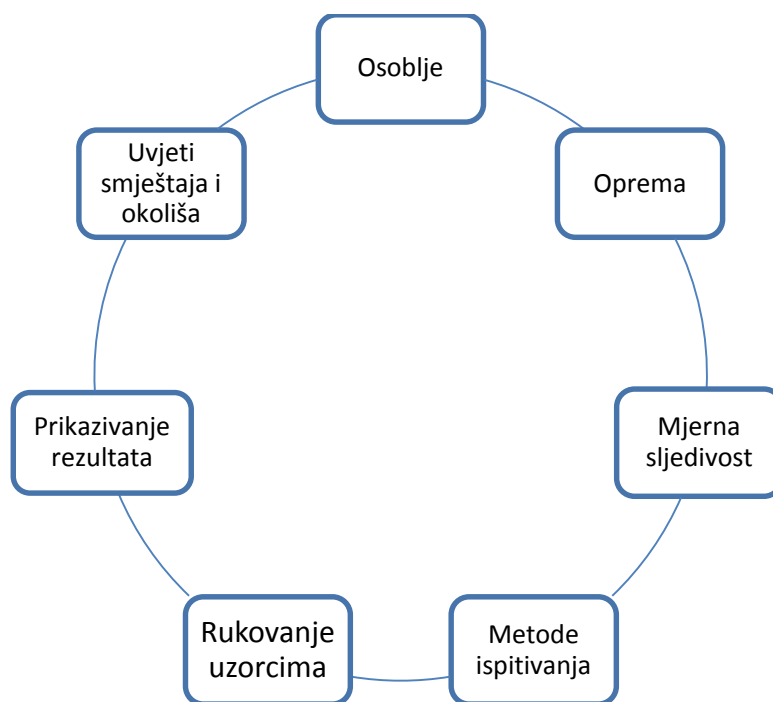 Osoblje
Oprema
Mjerna
sljedivost
Metode
ispitivanja
Rukovanje
uzorcima
Prikazivanje
rezultata
Uvjeti
smještaja i
okoliša